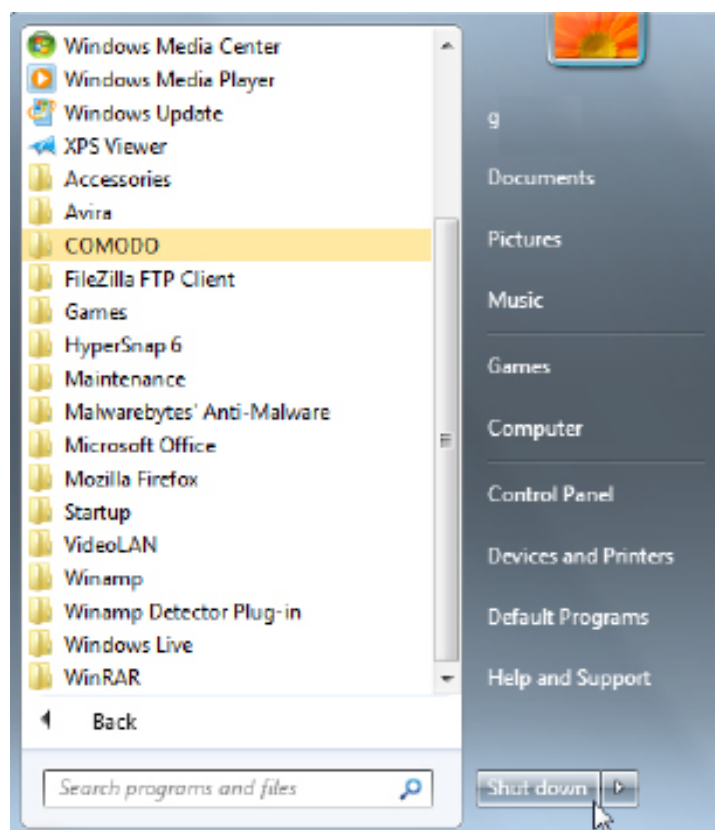 Windows Media Center
Windows Media Player
Windows Update
XPS Viewer
Accessories
Avira
COMODO
FileZilla FTP Client
Games
HyperSnap 6
Maintenance
Malwarebytes' Anti-Malware
Microsoft Office
Mozilla Firefox
Startup
VideoLAN
Winamp
Winamp Detector Plug-in
Windows Live
WinRAR
Back
Search programs and files
g
Documents
Pictures
Music
Games
Computer
Control Panel
Devices and Printers
Default Programs
Help and Support
Shut down